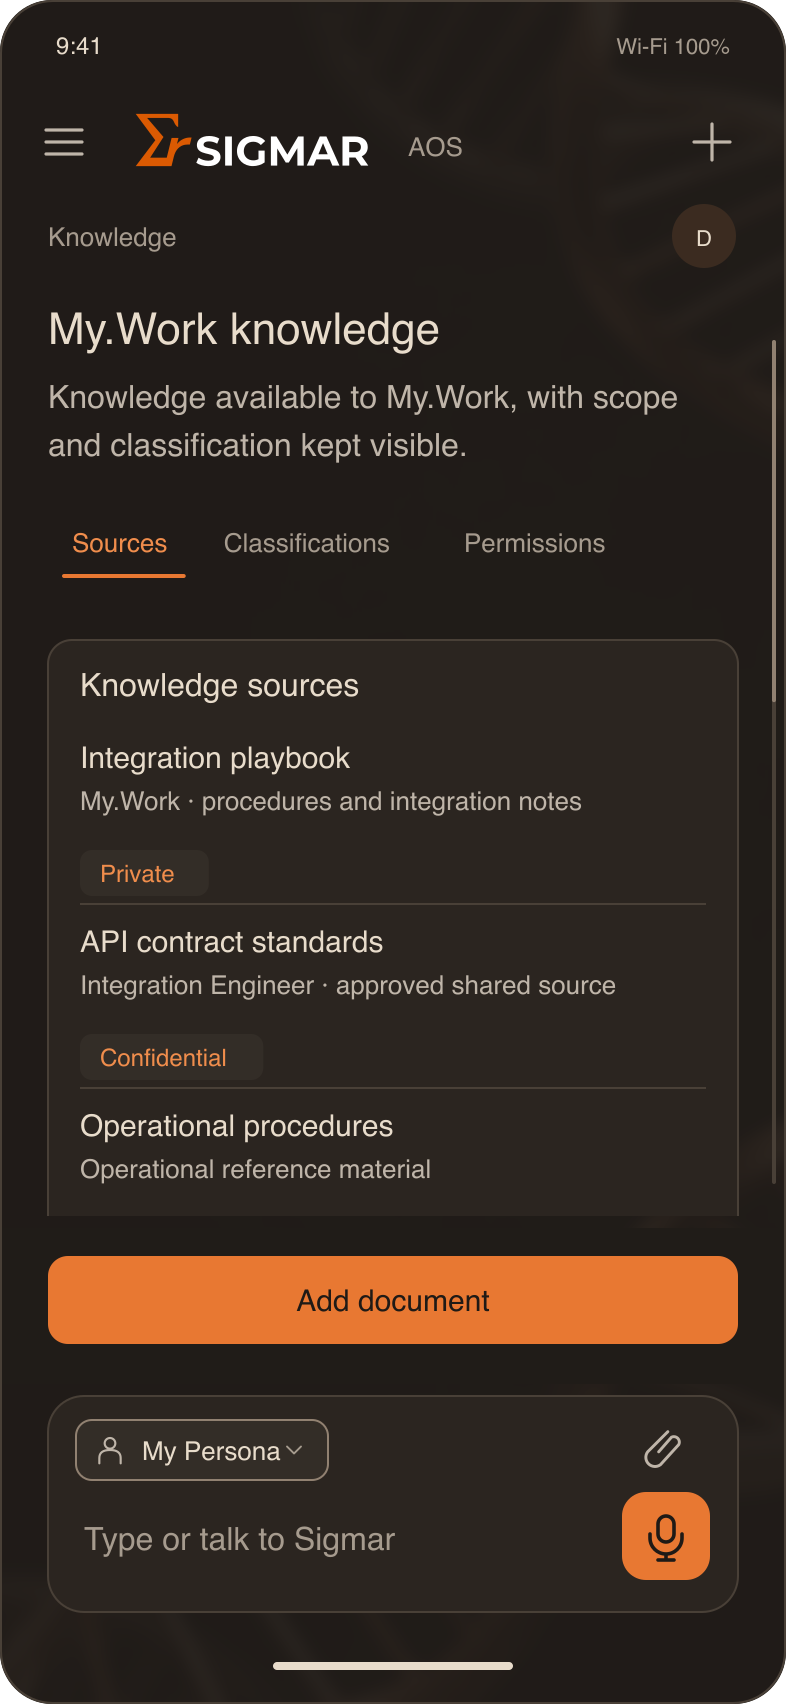 9:41
Wi-Fi 100%
Σr SIGMAR AOS
Knowledge
D
My.Work knowledge
Knowledge available to My.Work, with scope
and classification kept visible.
Sources Classifications Permissions
Knowledge sources
Integration playbook
My.Work · procedures and integration notes
Private
API contract standards
Integration Engineer · approved shared source
Confidential
Operational procedures
Operational reference material
Add document
My Persona
Type or talk to Sigmar